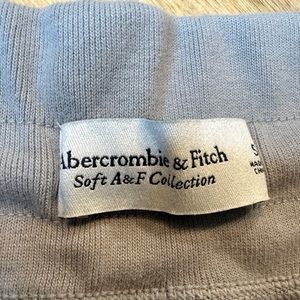 Abercrombie & Fitch
Soft A&F Collection
S